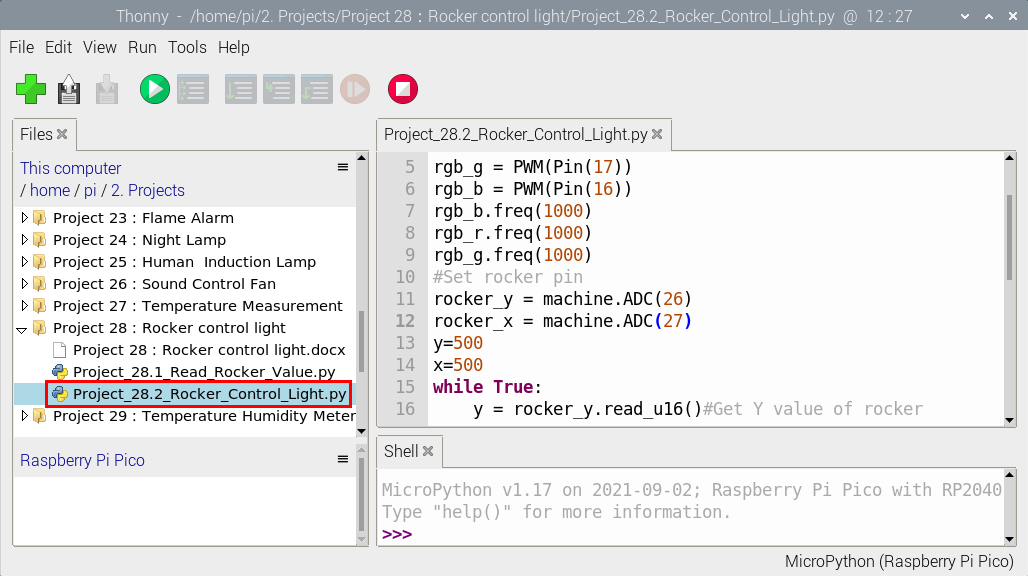 Thonny - /home/pi/2. Projects/Project 28 : Rocker control light/Project_28.2_Rocker_Control_Light.py @ 12 : 27
File Edit View Run Tools Help
Files
This computer
/ home / pi / 2. Projects
Project 23 : Flame Alarm
Project 24 : Night Lamp
Project 25 : Human  Induction Lamp
Project 26 : Sound Control Fan
Project 27 : Temperature Measurement
Project 28 : Rocker control light
Project 28 : Rocker control light.docx
Project_28.1_Read_Rocker_Value.py
Project_28.2_Rocker_Control_Light.py
Project 29 : Temperature Humidity Meter
Raspberry Pi Pico
Project_28.2_Rocker_Control_Light.py
5 rgb_g = PWM(Pin(17))
6 rgb_b = PWM(Pin(16))
7 rgb_b.freq(1000)
8 rgb_r.freq(1000)
9 rgb_g.freq(1000)
10 #Set rocker pin
11 rocker_y = machine.ADC(26)
12 rocker_x = machine.ADC(27)
13 y=500
14 x=500
15 while True:
16     y = rocker_y.read_u16()#Get Y value of rocker
Shell
MicroPython v1.17 on 2021-09-02; Raspberry Pi Pico with RP2040
Type "help()" for more information.
>>>
MicroPython (Raspberry Pi Pico)